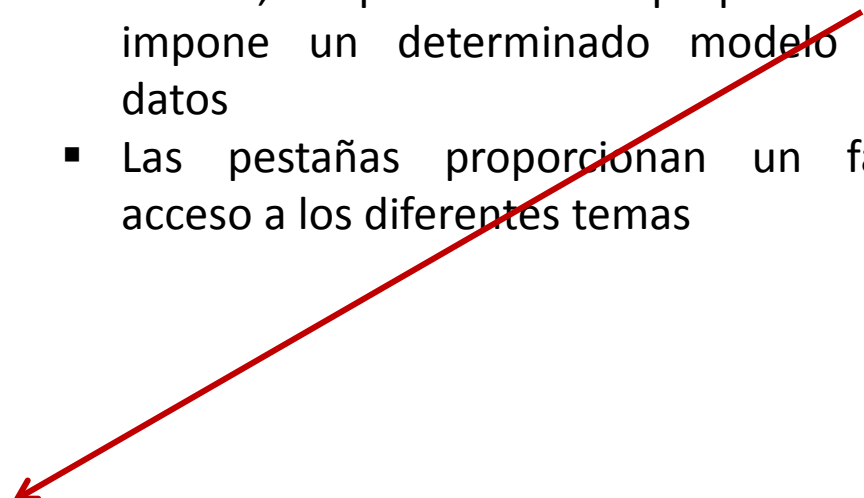 impone un determinado modelo
datos
▪ Las pestañas proporcionan un
acceso a los diferentes temas